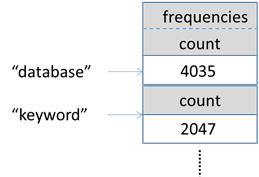 frequencies
count
“database” 4035
count
“keyword”
2047